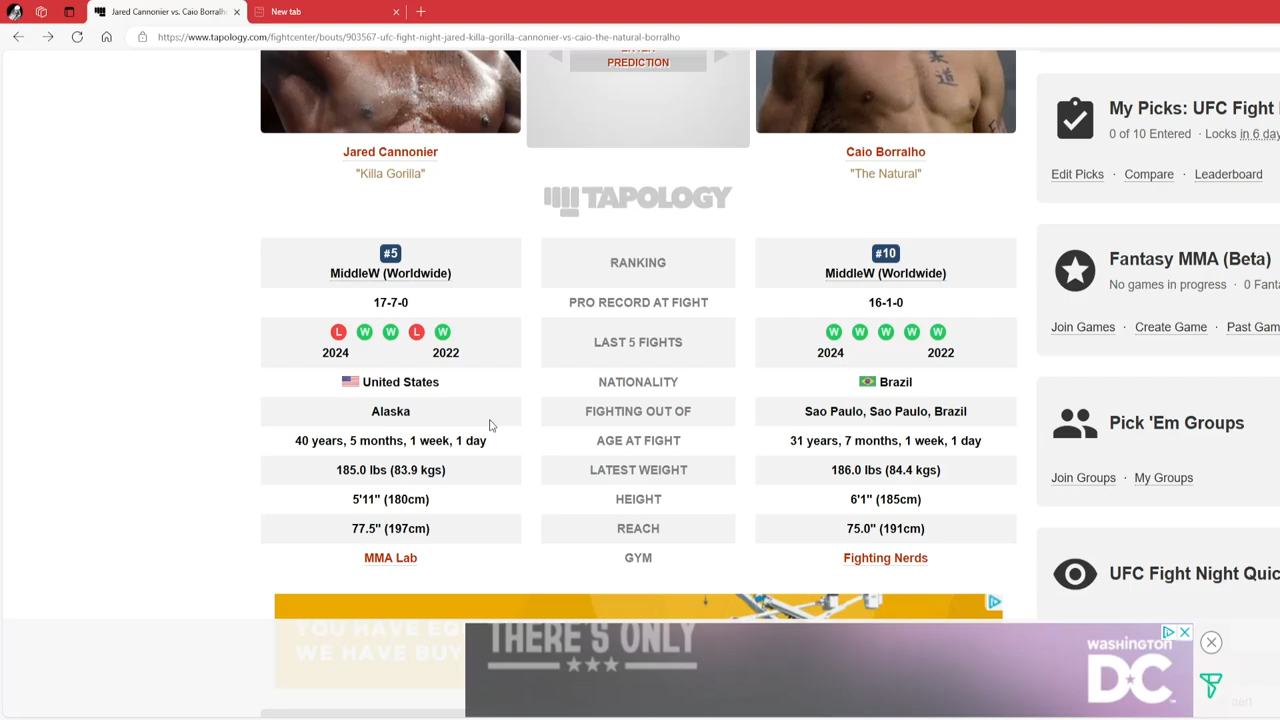 Jared Cannonier vs. Caio Borralh
New tab
https://www.tapology.com/fightcenter/bouts/903567-ufc-fight-night-jared-killa-gorilla-cannonier-vs-caio-the-natural-borralho
ENTER
PREDICTION
Jared Cannonier
"Killa Gorilla"
Caio Borralho
"The Natural"
TAPOLOGY
#5
MiddleW (Worldwide)
RANKING
#10
MiddleW (Worldwide)
17-7-0
PRO RECORD AT FIGHT
16-1-0
L W W L W
2024 2022
LAST 5 FIGHTS
W W W W W
2024 2022
United States
NATIONALITY
Brazil
Alaska
FIGHTING OUT OF
Sao Paulo, Sao Paulo, Brazil
40 years, 5 months, 1 week, 1 day
AGE AT FIGHT
31 years, 7 months, 1 week, 1 day
185.0 lbs (83.9 kgs)
LATEST WEIGHT
186.0 lbs (84.4 kgs)
5'11" (180cm)
HEIGHT
6'1" (185cm)
77.5" (197cm)
REACH
75.0" (191cm)
MMA Lab
GYM
Fighting Nerds
My Picks: UFC Fight
0 of 10 Entered · Locks in 6 day
Edit Picks · Compare · Leaderboard
Fantasy MMA (Beta)
No games in progress · 0 Fanta
Join Games · Create Game · Past Gam
Pick 'Em Groups
Join Groups · My Groups
UFC Fight Night Quic
YOU HAVE EQ
WE HAVE BUY
THERE'S ONLY
WASHINGTON
DC